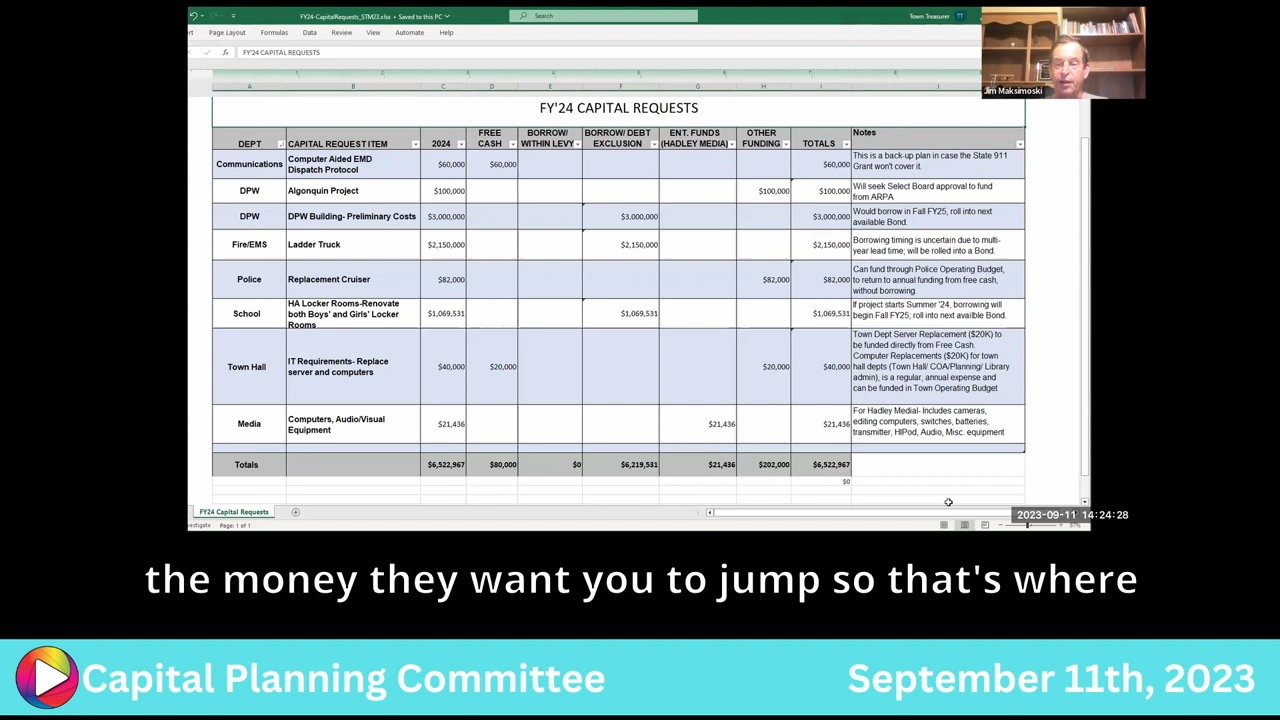 FY24-CapitalRequests_STM23.xlsx • Saved to this PC
Search
Town Treasurer
TT
Page Layout
Formulas
Data
Review
View
Automate
Help
fx
FY'24 CAPITAL REQUESTS
Jim Maksimoski
A B C D E F G H I J
FY'24 CAPITAL REQUESTS
DEPT
CAPITAL REQUEST ITEM
2024
FREE
CASH
BORROW/
WITHIN LEVY
BORROW/ DEBT
EXCLUSION
ENT. FUNDS
(HADLEY MEDIA)
OTHER
FUNDING
TOTALS
Notes
Communications
Computer Aided EMD
Dispatch Protocol
$60,000
$60,000
$60,000
This is a back-up plan in case the State 911
Grant won't cover it.
DPW
Algonquin Project
$100,000
$100,000
$100,000
Will seek Select Board approval to fund
from ARPA
DPW
DPW Building- Preliminary Costs
$3,000,000
$3,000,000
$3,000,000
Would borrow in Fall FY25, roll into next
available Bond.
Fire/EMS
Ladder Truck
$2,150,000
$2,150,000
$2,150,000
Borrowing timing is uncertain due to multi-
year lead time; will be rolled into a Bond.
Police
Replacement Cruiser
$82,000
$82,000
$82,000
Can fund through Police Operating Budget,
to return to annual funding from free cash,
without borrowing.
School
HA Locker Rooms-Renovate
both Boys' and Girls' Locker
Rooms
$1,069,531
$1,069,531
$1,069,531
If project starts Summer '24, borrowing will
begin Fall FY25; roll into next availble Bond.
Town Hall
IT Requirements- Replace
server and computers
$40,000
$20,000
$20,000
$40,000
Town Dept Server Replacement ($20K) to
be funded directly from Free Cash.
Computer Replacements ($20K) for town
hall depts (Town Hall/ COA/Planning/ Library
admin), is a regular, annual expense and
can be funded in Town Operating Budget
Media
Computers, Audio/Visual
Equipment
$21,436
$21,436
$21,436
For Hadley Medial- Includes cameras,
editing computers, switches, batteries,
transmitter, HIPod, Audio, Misc. equipment
Totals
$6,522,967
$80,000
$0
$6,219,531
$21,436
$202,000
$6,522,967
$0
FY24 Capital Requests
Page: 1 of 1
2023-09-11 14:24:28
the money they want you to jump so that's where
Capital Planning Committee
September 11th, 2023